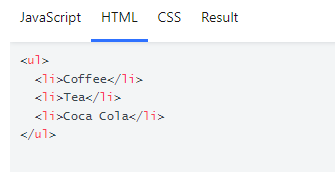 JavaScript HTML CSS Result
<ul>
  <li>Coffee</li>
  <li>Tea</li>
  <li>Coca Cola</li>
</ul>